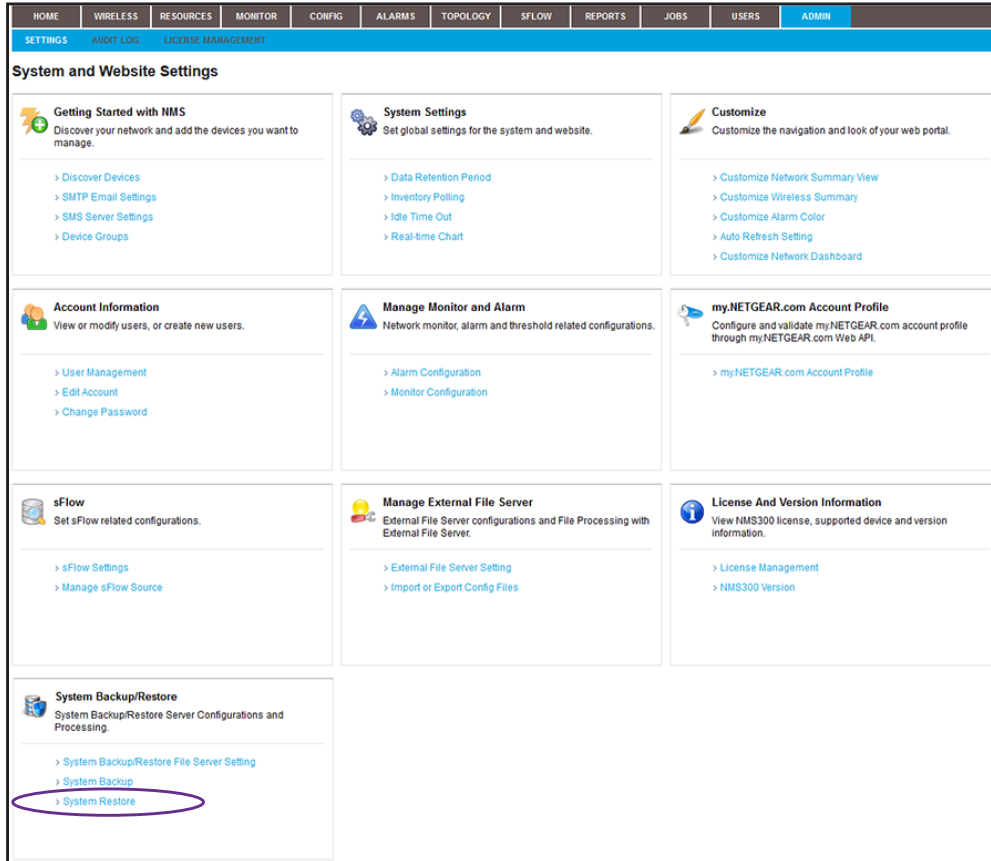 HOME WIRELESS RESOURCES MONITOR CONFIG ALARMS TOPOLOGY SFLOW REPORTS JOBS USERS ADMIN
SETTINGS AUDIT LOG LICENSE MANAGEMENT
System and Website Settings
Getting Started with NMS
Discover your network and add the devices you want to
manage.
> Discover Devices
> SMTP Email Settings
> SMS Server Settings
> Device Groups
System Settings
Set global settings for the system and website.
> Data Retention Period
> Inventory Polling
> Idle Time Out
> Real-time Chart
Customize
Customize the navigation and look of your web portal.
> Customize Network Summary View
> Customize Wireless Summary
> Customize Alarm Color
> Auto Refresh Setting
> Customize Network Dashboard
Account Information
View or modify users, or create new users.
> User Management
> Edit Account
> Change Password
Manage Monitor and Alarm
Network monitor, alarm and threshold related configurations.
> Alarm Configuration
> Monitor Configuration
my.NETGEAR.com Account Profile
Configure and validate my.NETGEAR.com account profile
through my.NETGEAR.com Web API.
> my.NETGEAR.com Account Profile
sFlow
Set sFlow related configurations.
> sFlow Settings
> Manage sFlow Source
Manage External File Server
External File Server configurations and File Processing with
External File Server.
> External File Server Setting
> Import or Export Config Files
License And Version Information
View NMS300 license, supported device and version
information.
> License Management
> NMS300 Version
System Backup/Restore
System Backup/Restore Server Configurations and
Processing.
> System Backup/Restore File Server Setting
> System Backup
> System Restore